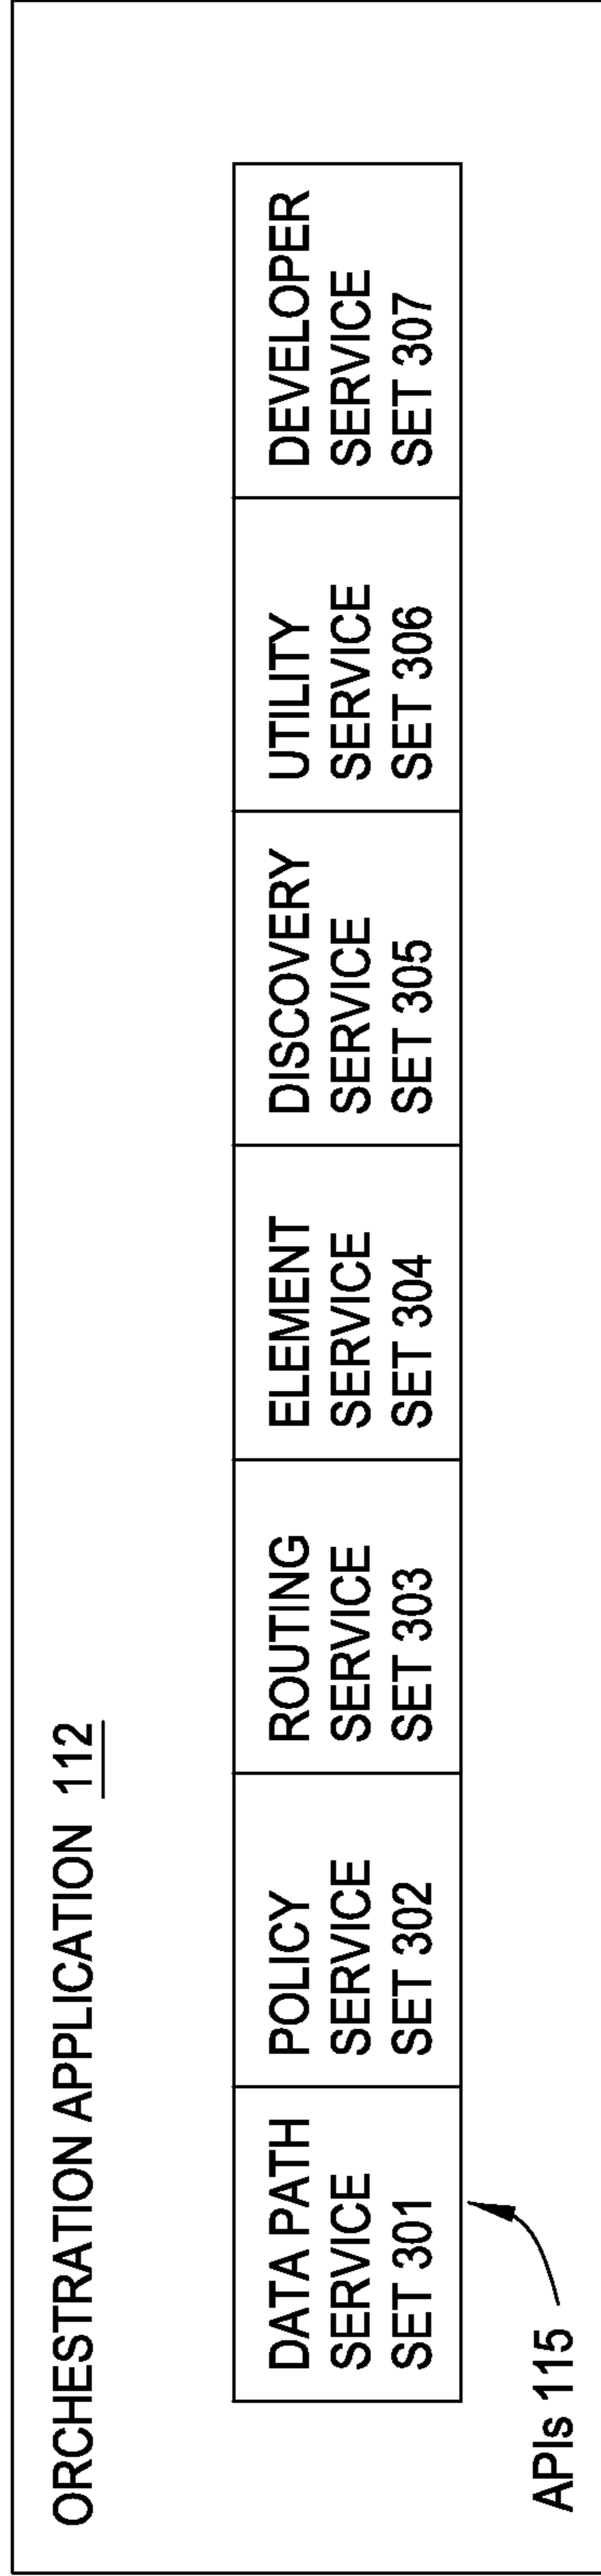 ORCHESTRATION APPLICATION 112
DATA PATH
SERVICE
SET 301
POLICY
SERVICE
SET 302
ROUTING
SERVICE
SET 303
ELEMENT
SERVICE
SET 304
DISCOVERY
SERVICE
SET 305
UTILITY
SERVICE
SET 306
DEVELOPER
SERVICE
SET 307
APIs 115